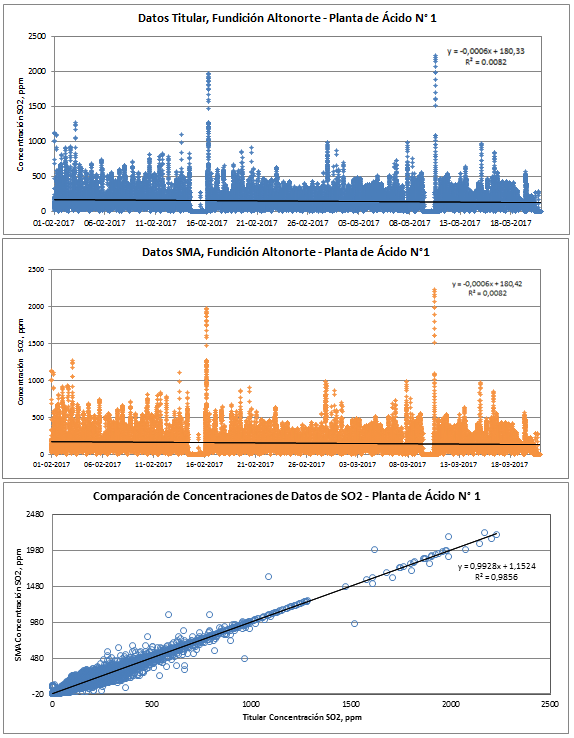 Datos Titular, Fundición Altonorte - Planta de Ácido N° 1
2500
2000
1500
1000
500
0
Concentración SO2, ppm
y = -0,0006x + 180,33
R² = 0.0082
01-02-2017 06-02-2017 11-02-2017 16-02-2017 21-02-2017 26-02-2017 03-03-2017 08-03-2017 13-03-2017 18-03-2017
Datos SMA, Fundición Altonorte - Planta de Ácido N°1
2500
2000
1500
1000
500
0
Concentración SO2, ppm
y = -0,0006x + 180,42
R² = 0,0082
01-02-2017 06-02-2017 11-02-2017 16-02-2017 21-02-2017 26-02-2017 03-03-2017 08-03-2017 13-03-2017 18-03-2017
Comparación de Concentraciones de Datos de SO2 - Planta de Ácido N° 1
2480
1980
1480
980
480
-20
SMA Concentración SO2, ppm
y = 0,9928x + 1,1524
R² = 0,9856
0 500 1000 1500 2000 2500
Titular Concentración SO2, ppm